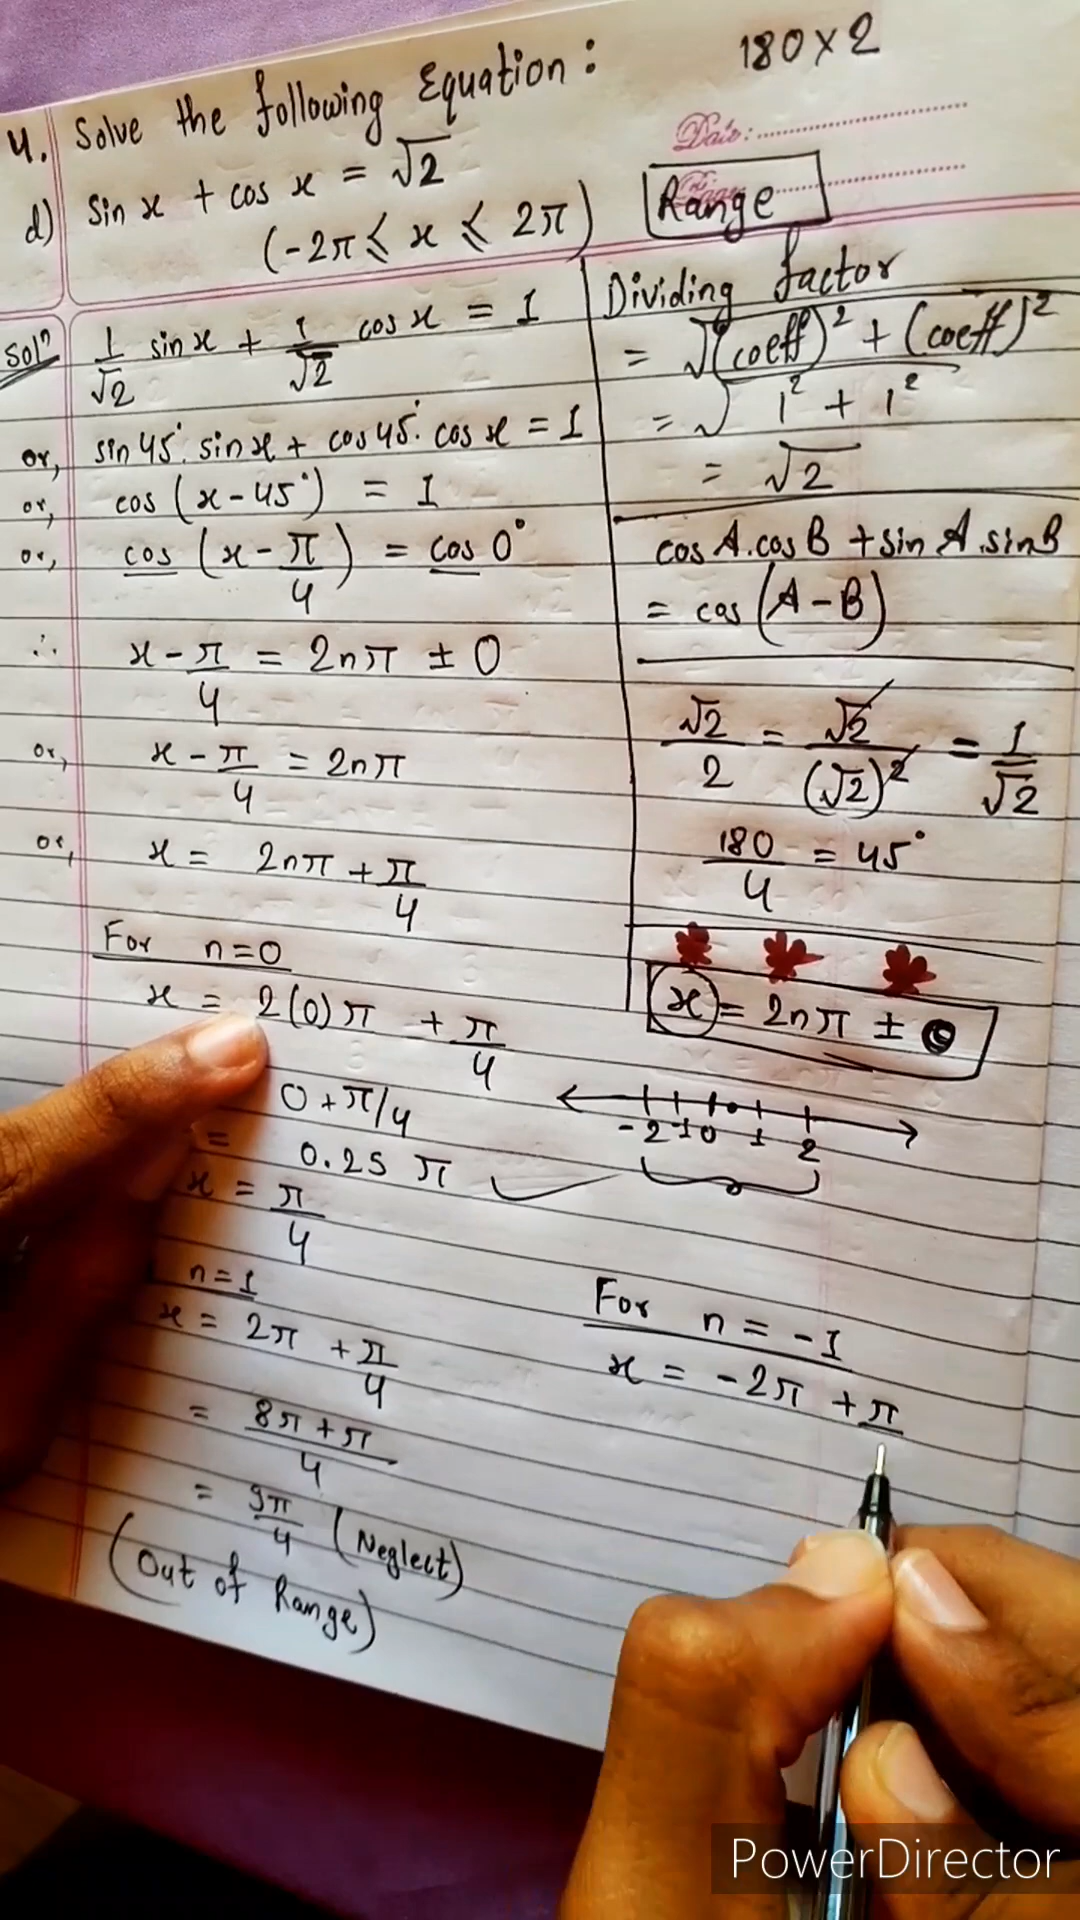 180×2
4. Solve the following Equation:
d) Sin x + cos x = √2
(-2π ≤ x ≤ 2π)
Date:
Range
Solⁿ 1/√2 sin x + 1/√2 cos x = 1
or, sin45°. sin x + cos45°. cos x = 1
or, cos (x - 45°) = 1
or, cos (x - π/4) = cos 0°
∴ x - π/4 = 2nπ ± 0
or, x - π/4 = 2nπ
or, x = 2nπ + π/4
For n=0
x = 2(0)π + π/4
0 + π/4
= 0.25 π
x = π/4
n=1
x = 2π + π/4
= 8π + π/4
= 9π/4 (Neglect)
(Out of Range)
Dividing factor
= √(coeff)² + (coeff)²
= √1² + 1²
= √2
cos A. cos B + sin A. sin B
= cos (A - B)
√2/2 = √2/(√2)² = 1/√2
180/4 = 45°
x = 2nπ ±
-2 -1 0 1 2
For n = -1
x = -2π + π
PowerDirector